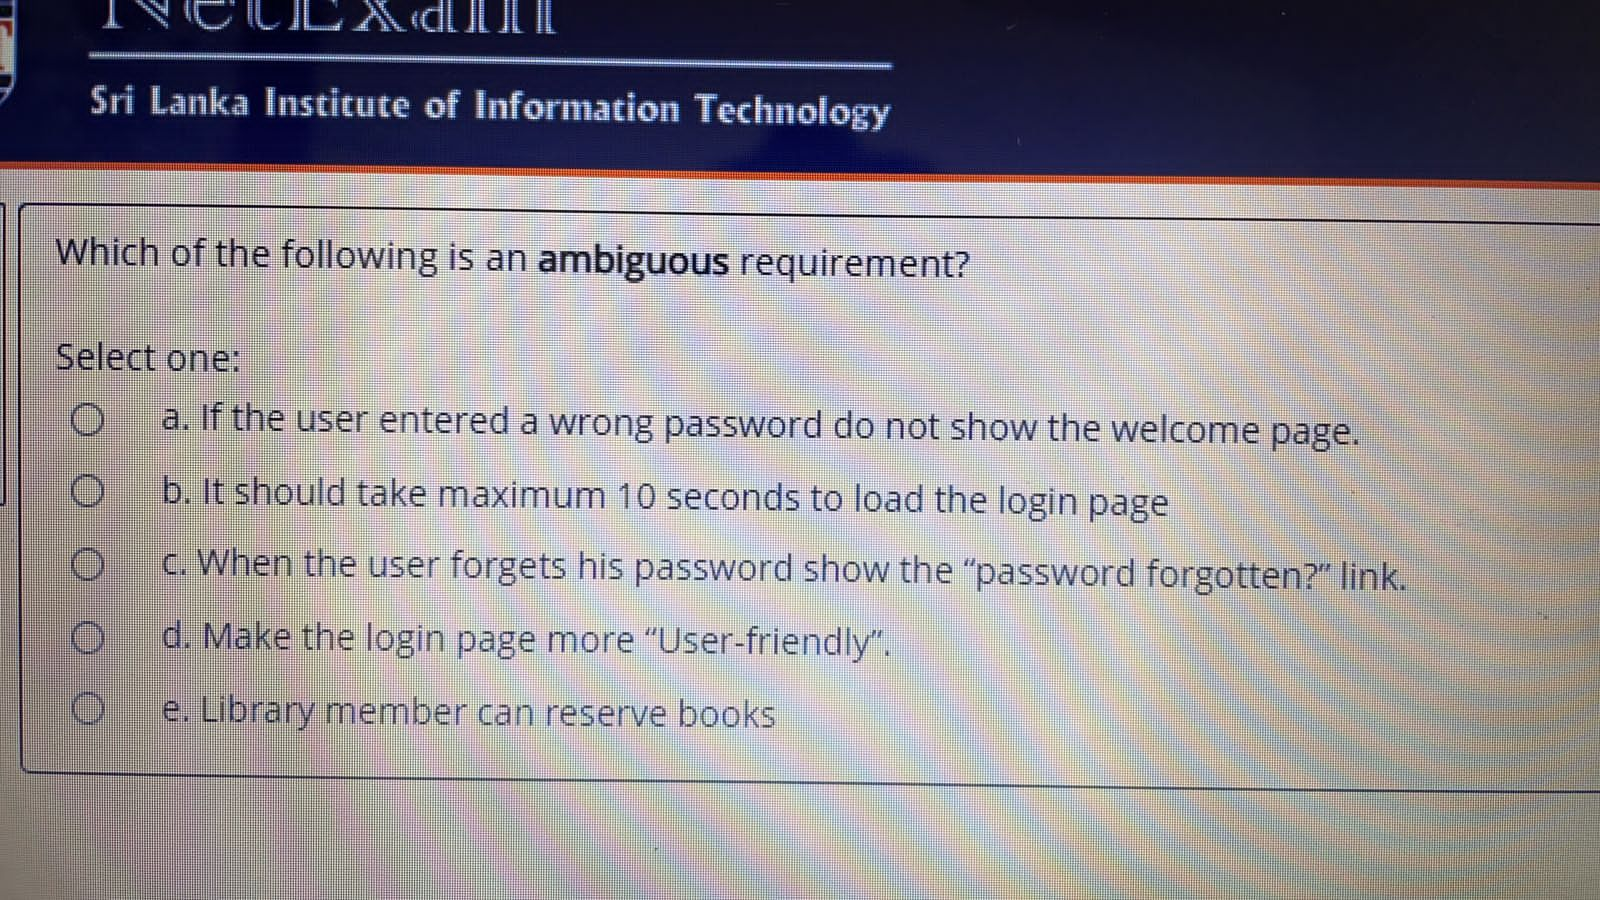 NetExam
Sri Lanka Institute of Information Technology
Which of the following is an ambiguous requirement?
Select one:
a. If the user entered a wrong password do not show the welcome page.
b. It should take maximum 10 seconds to load the login page
c. When the user forgets his password show the “password forgotten?” link.
d. Make the login page more “User-friendly”.
e. Library member can reserve books